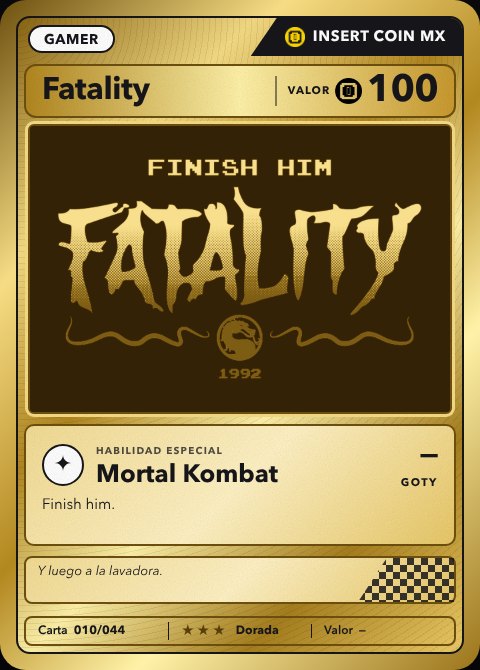 GAMER
INSERT COIN MX
Fatality
VALOR 100
FINISH HIM
FATALITY
1992
HABILIDAD ESPECIAL
Mortal Kombat
—
GOTY
Finish him.
Y luego a la lavadora.
Carta 010/044
★★★ Dorada
Valor –